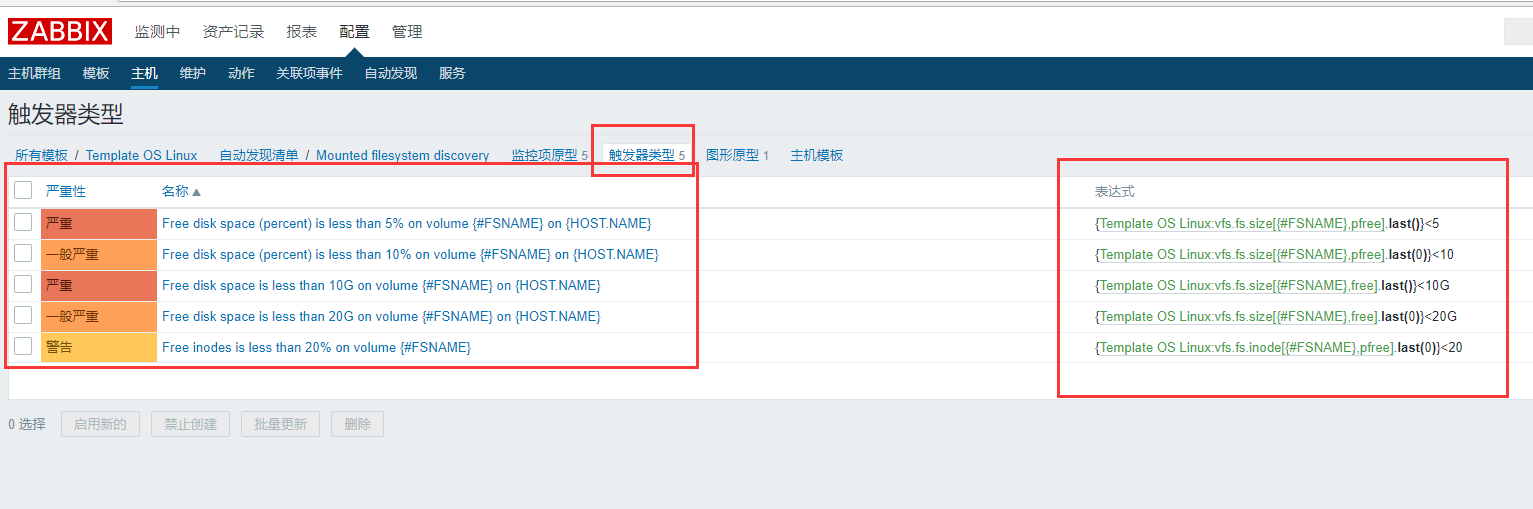 ZABBIX 监测中 资产记录 报表 配置 管理
主机群组 模板 主机 维护 动作 关联项事件 自动发现 服务
触发器类型
所有模板 / Template OS Linux 自动发现清单 / Mounted filesystem discovery 监控项原型 5 触发器类型 5 图形原型 1 主机模板
严重性 名称 表达式
严重 Free disk space (percent) is less than 5% on volume {#FSNAME} on {HOST.NAME} {Template OS Linux:vfs.fs.size[{#FSNAME},pfree].last()}<5
一般严重 Free disk space (percent) is less than 10% on volume {#FSNAME} on {HOST.NAME} {Template OS Linux:vfs.fs.size[{#FSNAME},pfree].last(0)}<10
严重 Free disk space is less than 10G on volume {#FSNAME} on {HOST.NAME} {Template OS Linux:vfs.fs.size[{#FSNAME},free].last()}<10G
一般严重 Free disk space is less than 20G on volume {#FSNAME} on {HOST.NAME} {Template OS Linux:vfs.fs.size[{#FSNAME},free].last(0)}<20G
警告 Free inodes is less than 20% on volume {#FSNAME} {Template OS Linux:vfs.fs.inode[{#FSNAME},pfree].last(0)}<20
0 选择 启用新的 禁止创建 批量更新 删除